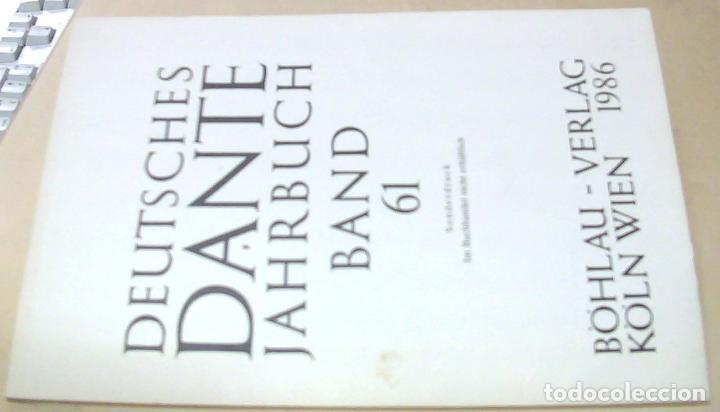 DEUTSCHES
DANTE
JAHRBUCH
BAND
61
Sonderdruck
Im Buchhandel nicht erhältlich
BÖHLAU - VERLAG
KÖLN WIEN 1986
todocoleccion